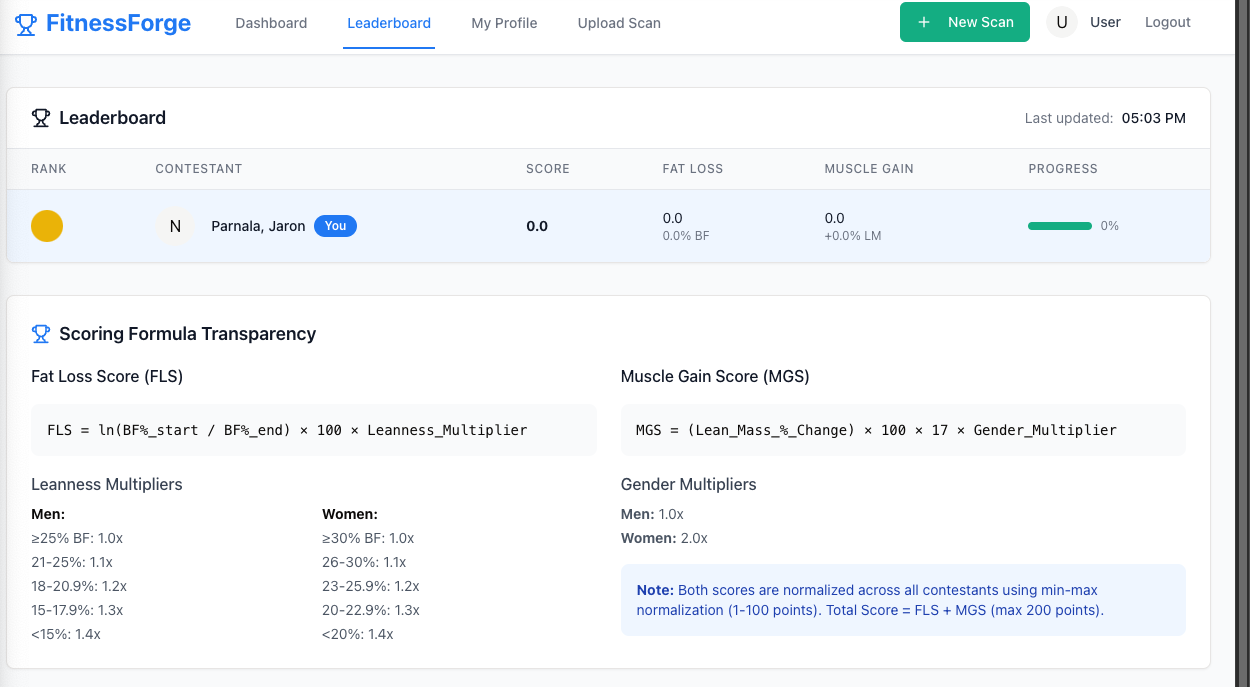 FitnessForge
Dashboard
Leaderboard
My Profile
Upload Scan
+ New Scan
U
User
Logout
Leaderboard
Last updated: 05:03 PM
RANK CONTESTANT SCORE FAT LOSS MUSCLE GAIN PROGRESS
N Parnala, Jaron You 0.0 0.0 0.0 0%
0.0% BF +0.0% LM
Scoring Formula Transparency
Fat Loss Score (FLS)
FLS = ln(BF%_start / BF%_end) × 100 × Leanness_Multiplier
Leanness Multipliers
Men:
≥25% BF: 1.0x
21-25%: 1.1x
18-20.9%: 1.2x
15-17.9%: 1.3x
<15%: 1.4x
Women:
≥30% BF: 1.0x
26-30%: 1.1x
23-25.9%: 1.2x
20-22.9%: 1.3x
<20%: 1.4x
Muscle Gain Score (MGS)
MGS = (Lean_Mass_%_Change) × 100 × 17 × Gender_Multiplier
Gender Multipliers
Men: 1.0x
Women: 2.0x
Note: Both scores are normalized across all contestants using min-max
normalization (1-100 points). Total Score = FLS + MGS (max 200 points).